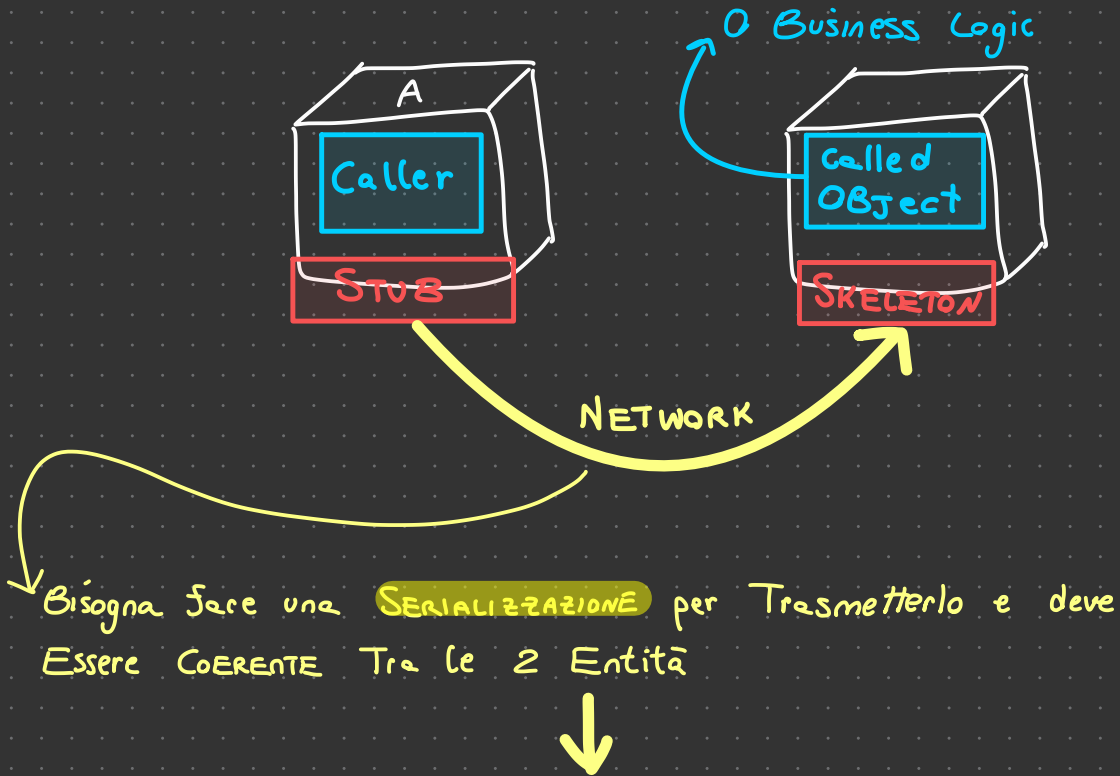 O Business Logic
A
Caller
Called
OBJect
STUB
SKELETON
NETWORK
Bisogna fare una SERIALIZZAZIONE per Trasmetterlo e deve
Essere COERENTE Tra le 2 Entità